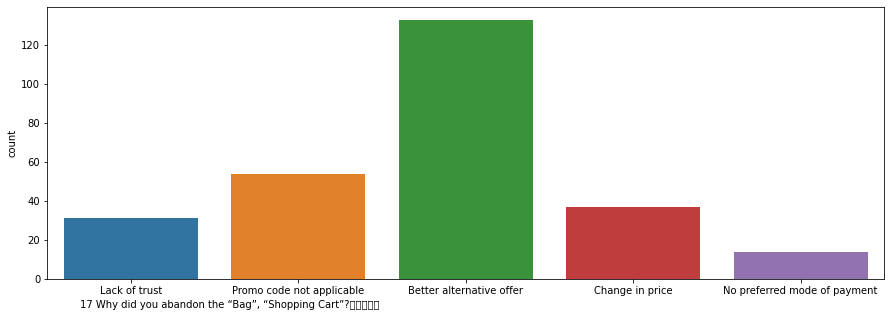 120
100
80
60
40
20
0
count
Lack of trust Promo code not applicable Better alternative offer Change in price No preferred mode of payment
17 Why did you abandon the “Bag”, “Shopping Cart”?